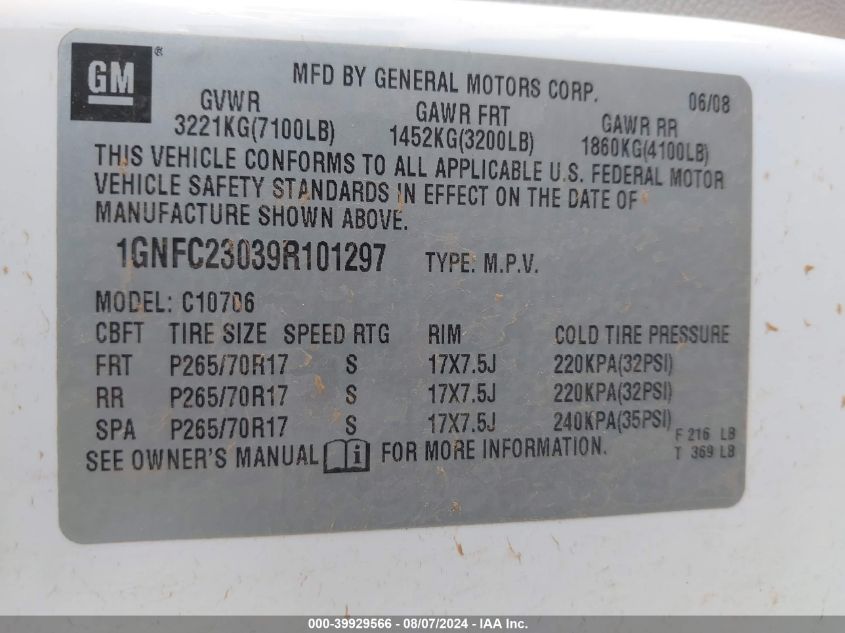 GM ®
MFD BY GENERAL MOTORS CORP. 06/08
GVWR GAWR FRT GAWR RR
3221KG(7100LB) 1452KG(3200LB) 1860KG(4100LB)
THIS VEHICLE CONFORMS TO ALL APPLICABLE U.S. FEDERAL MOTOR
VEHICLE SAFETY STANDARDS IN EFFECT ON THE DATE OF
MANUFACTURE SHOWN ABOVE.
1GNFC23039R101297 TYPE: M.P.V.
MODEL: C10706
CBFT TIRE SIZE SPEED RTG RIM COLD TIRE PRESSURE
FRT P265/70R17 S 17X7.5J 220KPA(32PSI)
RR P265/70R17 S 17X7.5J 220KPA(32PSI)
SPA P265/70R17 S 17X7.5J 240KPA(35PSI)
F 216 LB
SEE OWNER'S MANUAL i FOR MORE INFORMATION.
T 369 LB
000-39929566 - 08/07/2024 - IAA Inc.